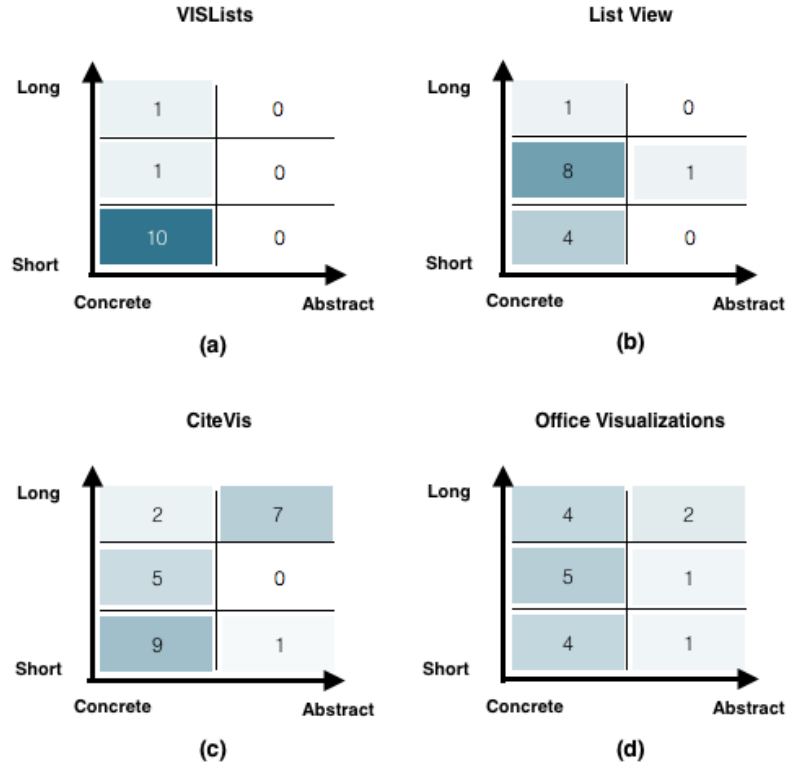 VISLists
Long
1 0
1 0
10 0
Short
Concrete Abstract
(a)
List View
Long
1 0
8 1
4 0
Short
Concrete Abstract
(b)
CiteVis
Long
2 7
5 0
9 1
Short
Concrete Abstract
(c)
Office Visualizations
Long
4 2
5 1
4 1
Short
Concrete Abstract
(d)